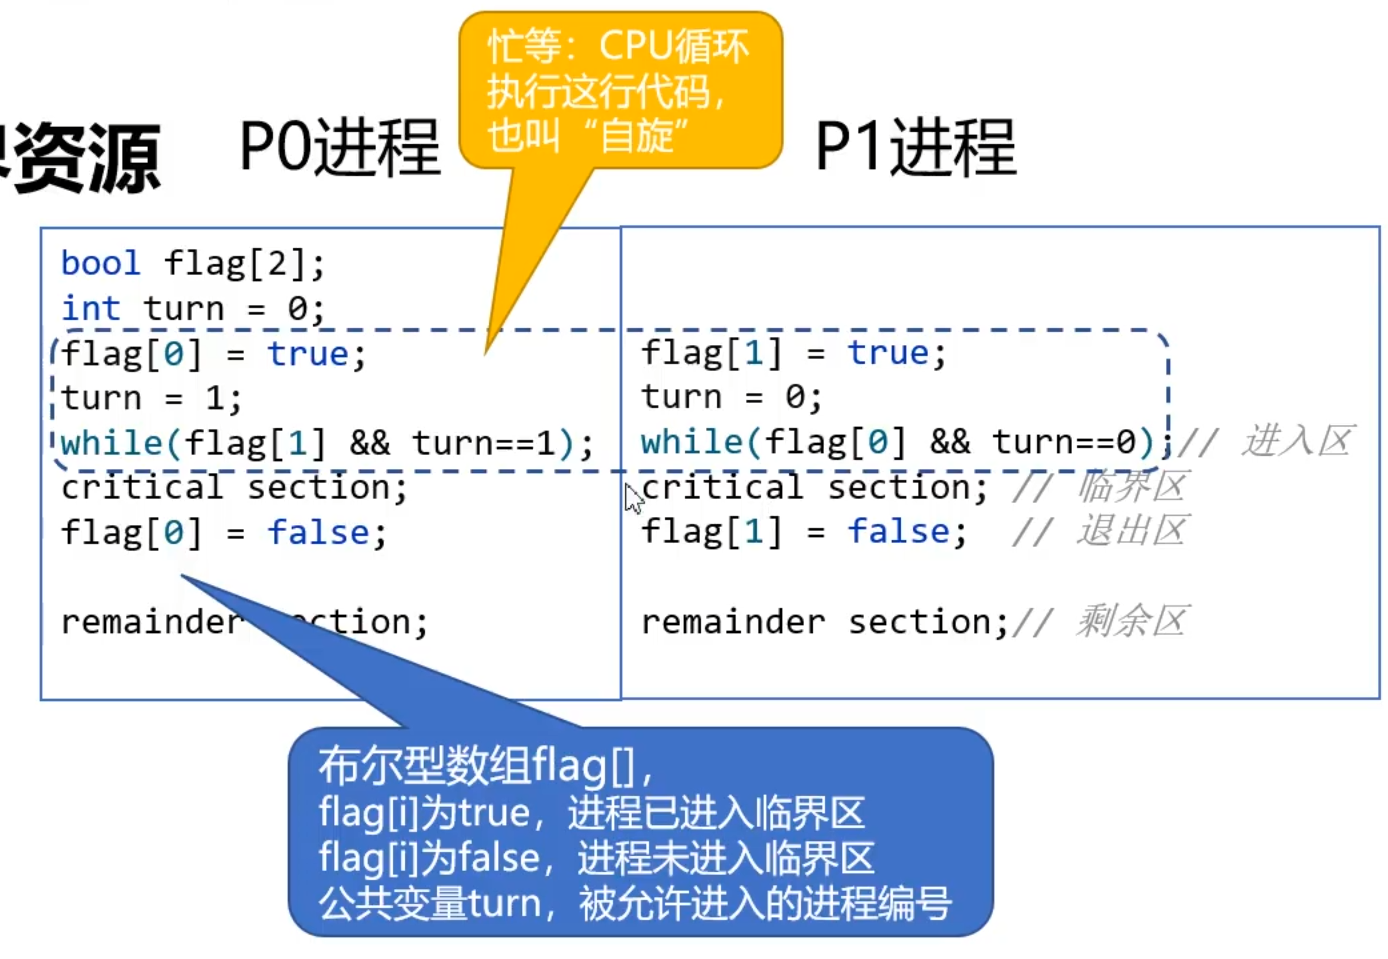 忙等：CPU循环
执行这行代码，
也叫“自旋”
资源
P0进程
P1进程
bool flag[2];
int turn = 0;
flag[0] = true;
turn = 1;
while(flag[1] && turn==1);
critical section;
flag[0] = false;
remainder section;
flag[1] = true;
turn = 0;
while(flag[0] && turn==0);// 进入区
critical section; // 临界区
flag[1] = false; // 退出区
remainder section;// 剩余区
布尔型数组flag[]，
flag[i]为true，进程已进入临界区
flag[i]为false，进程未进入临界区
公共变量turn，被允许进入的进程编号